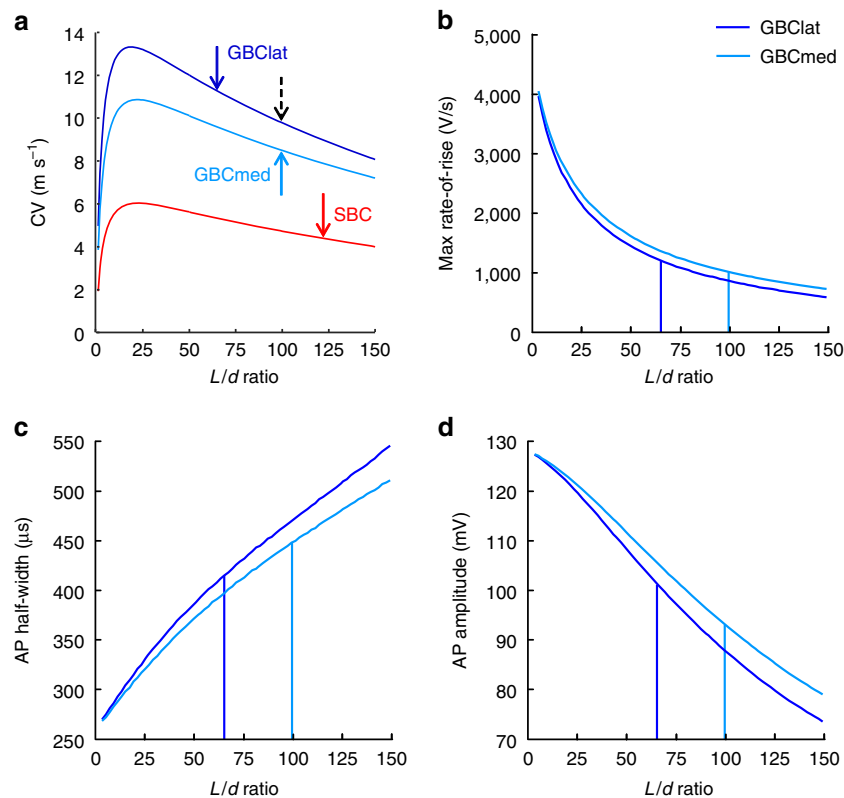 a
CV (m s⁻¹)
14
12
10
8
6
4
2
0
0 25 50 75 100 125 150
L/d ratio
GBClat
GBCmed
SBC
b
GBClat
GBCmed
Max rate-of-rise (V/s)
5,000
4,000
3,000
2,000
1,000
0
0 25 50 75 100 125 150
L/d ratio
c
AP half-width (μs)
550
500
450
400
350
300
250
0 25 50 75 100 125 150
L/d ratio
d
AP amplitude (mV)
130
120
110
100
90
80
70
0 25 50 75 100 125 150
L/d ratio